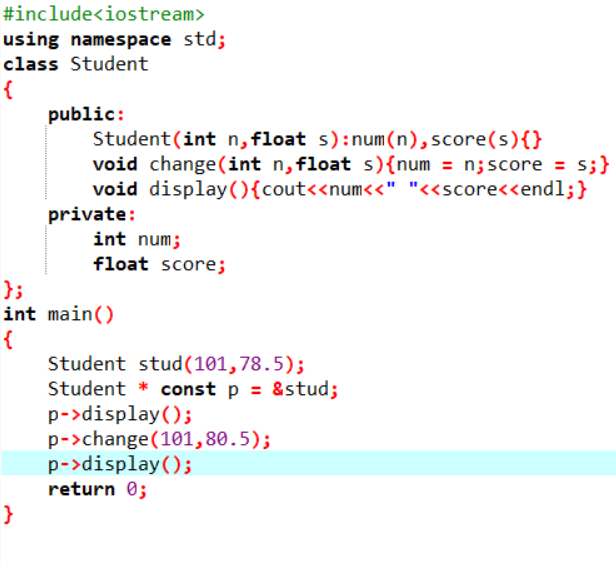 #include<iostream>
using namespace std;
class Student
{
    public:
        Student(int n,float s):num(n),score(s){}
        void change(int n,float s){num = n;score = s;}
        void display(){cout<<num<<" "<<score<<endl;}
    private:
        int num;
        float score;
};
int main()
{
    Student stud(101,78.5);
    Student * const p = &stud;
    p->display();
    p->change(101,80.5);
    p->display();
    return 0;
}